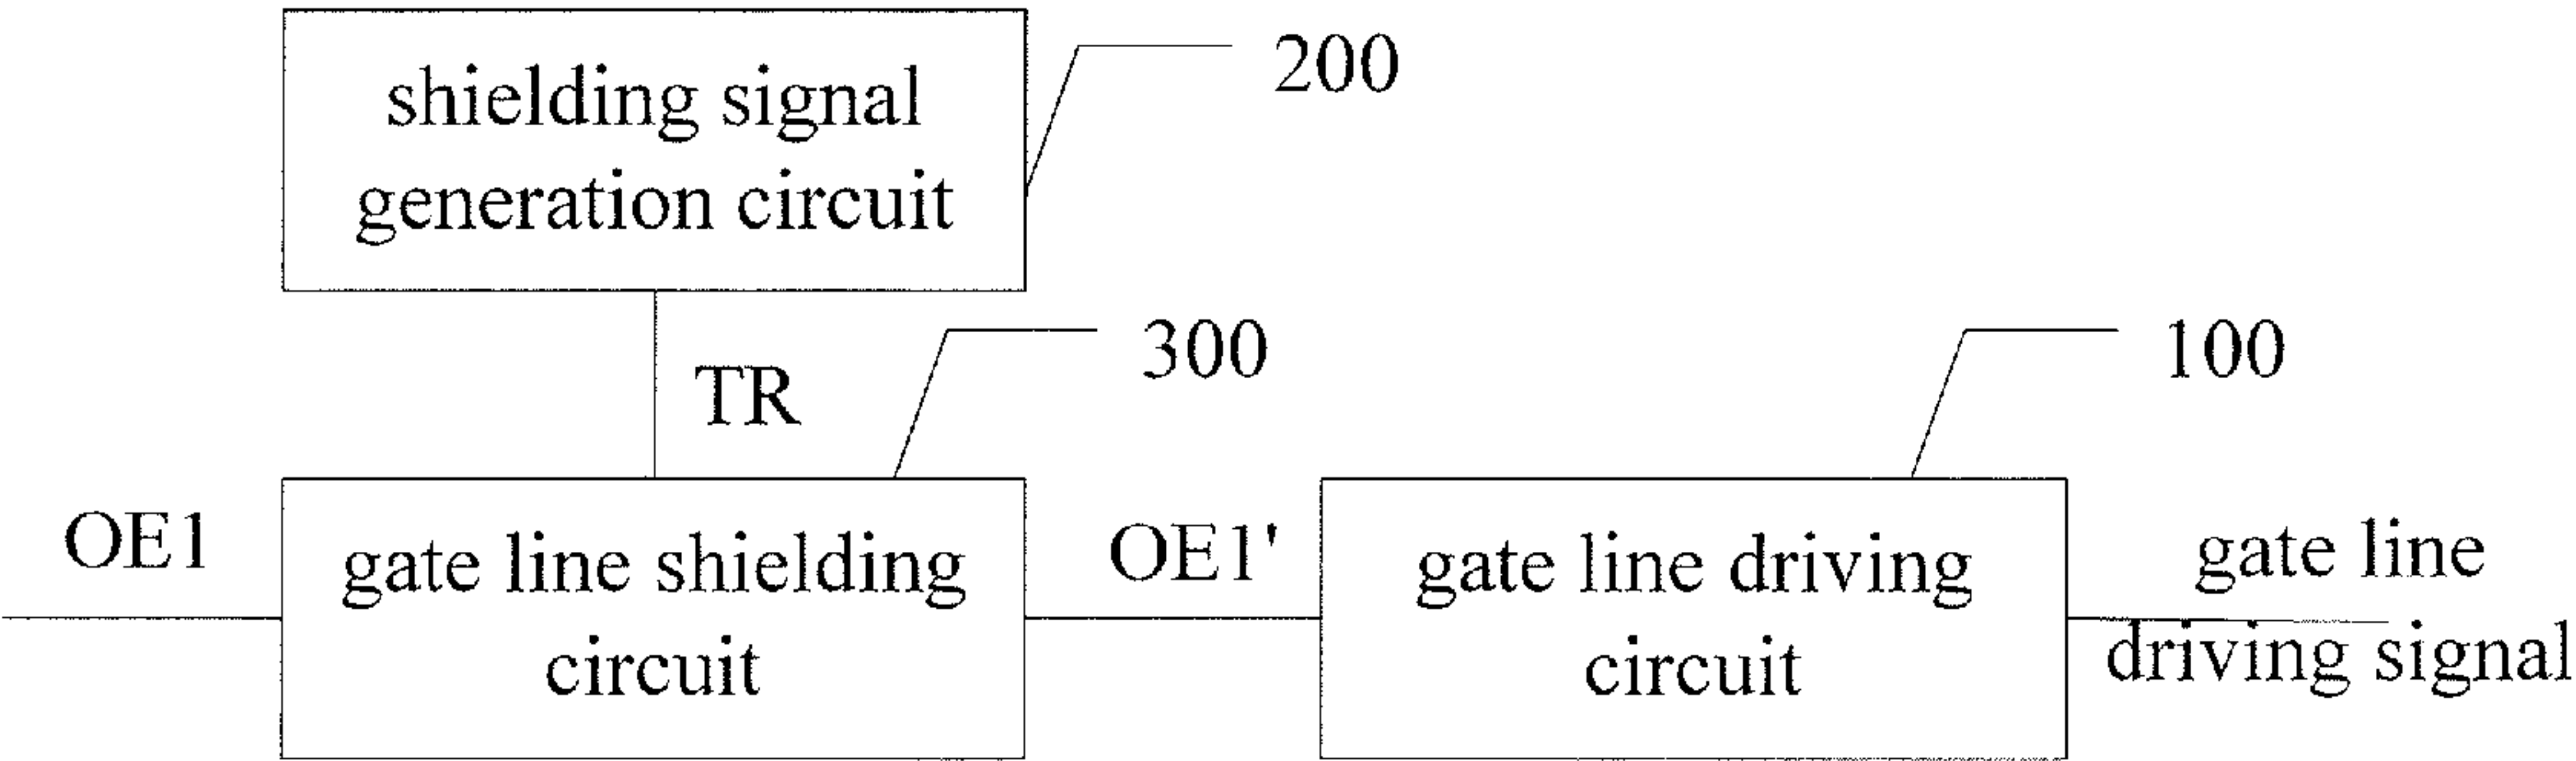 shielding signal
generation circuit
200
TR
300
100
OE1
gate line shielding
circuit
OE1'
gate line driving
circuit
gate line
driving signal